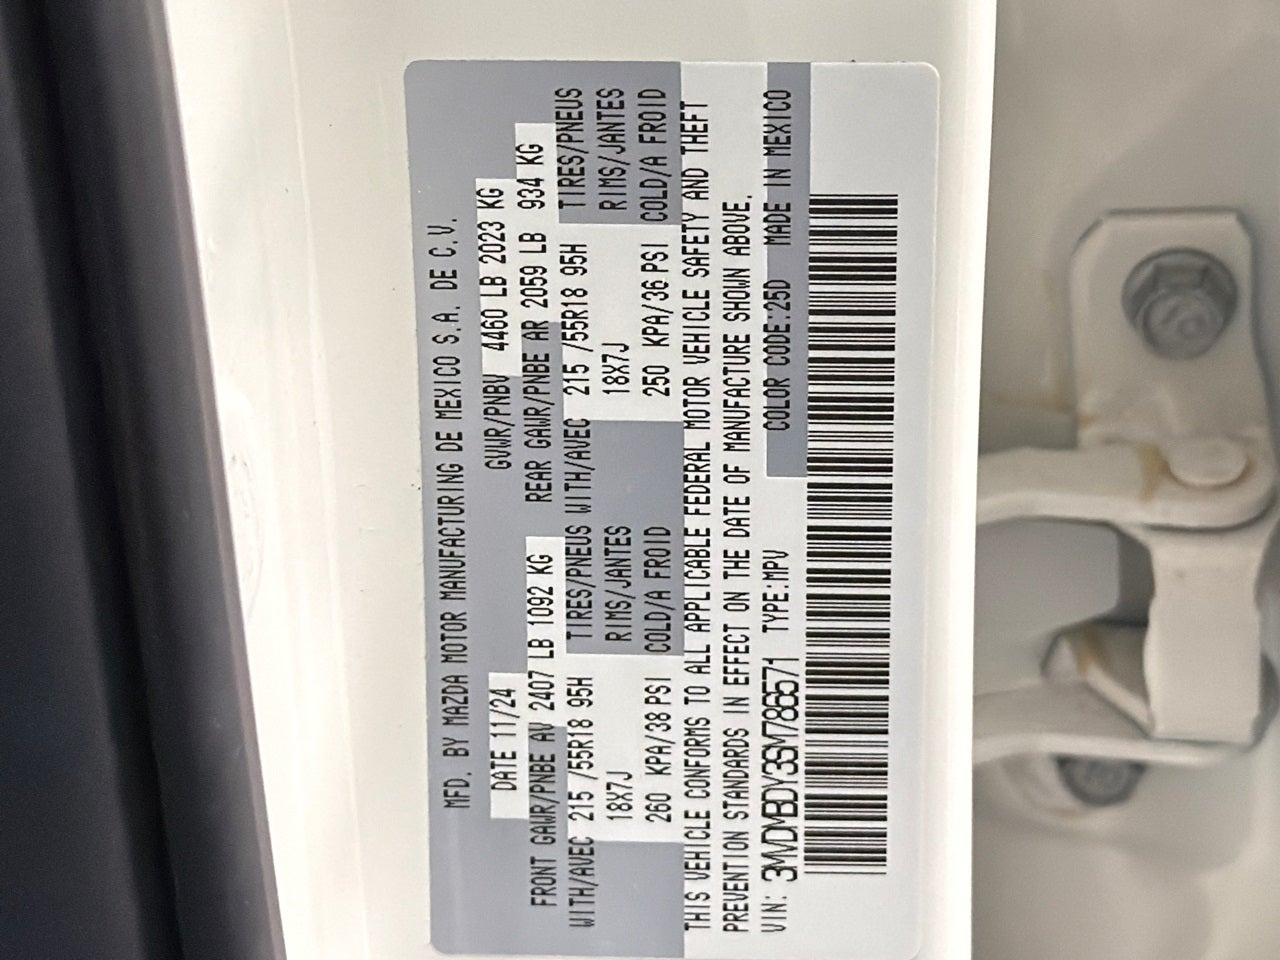 MFD. BY MAZDA MOTOR MANUFACTURING DE MEXICO S.A. DE C.V.
DATE 11/24 GVWR/PNBV 4460 LB 2023 KG
FRONT GAWR/PNBE AV 2407 LB 1092 KG REAR GAWR/PNBE AR 2059 LB 934 KG
WITH/AVEC 215 /55R18 95H TIRES/PNEUS WITH/AVEC 215 /55R18 95H TIRES/PNEUS
18X7J RIMS/JANTES 18X7J RIMS/JANTES
260 KPA/38 PSI COLD/A FROID 250 KPA/36 PSI COLD/A FROID
THIS VEHICLE CONFORMS TO ALL APPLICABLE FEDERAL MOTOR VEHICLE SAFETY AND THEFT
PREVENTION STANDARDS IN EFFECT ON THE DATE OF MANUFACTURE SHOWN ABOVE.
VIN: 3MVDMBDY3SM786571 TYPE:MPV COLOR CODE:25D MADE IN MEXICO